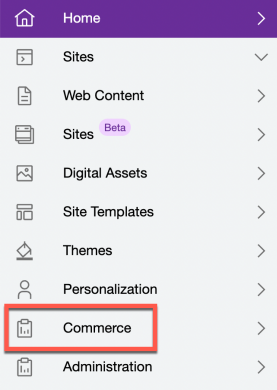 Home
Sites
Web Content
Sites Beta
Digital Assets
Site Templates
Themes
Personalization
Commerce
Administration